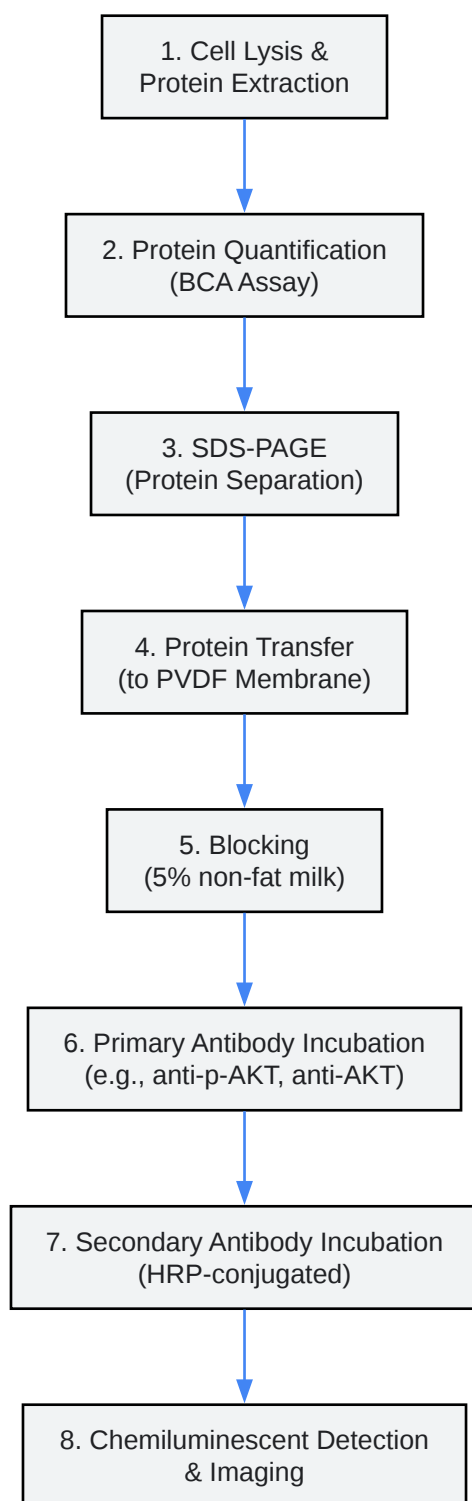 1. Cell Lysis &
Protein Extraction
2. Protein Quantification
(BCA Assay)
3. SDS-PAGE
(Protein Separation)
4. Protein Transfer
(to PVDF Membrane)
5. Blocking
(5% non-fat milk)
6. Primary Antibody Incubation
(e.g., anti-p-AKT, anti-AKT)
7. Secondary Antibody Incubation
(HRP-conjugated)
8. Chemiluminescent Detection
& Imaging